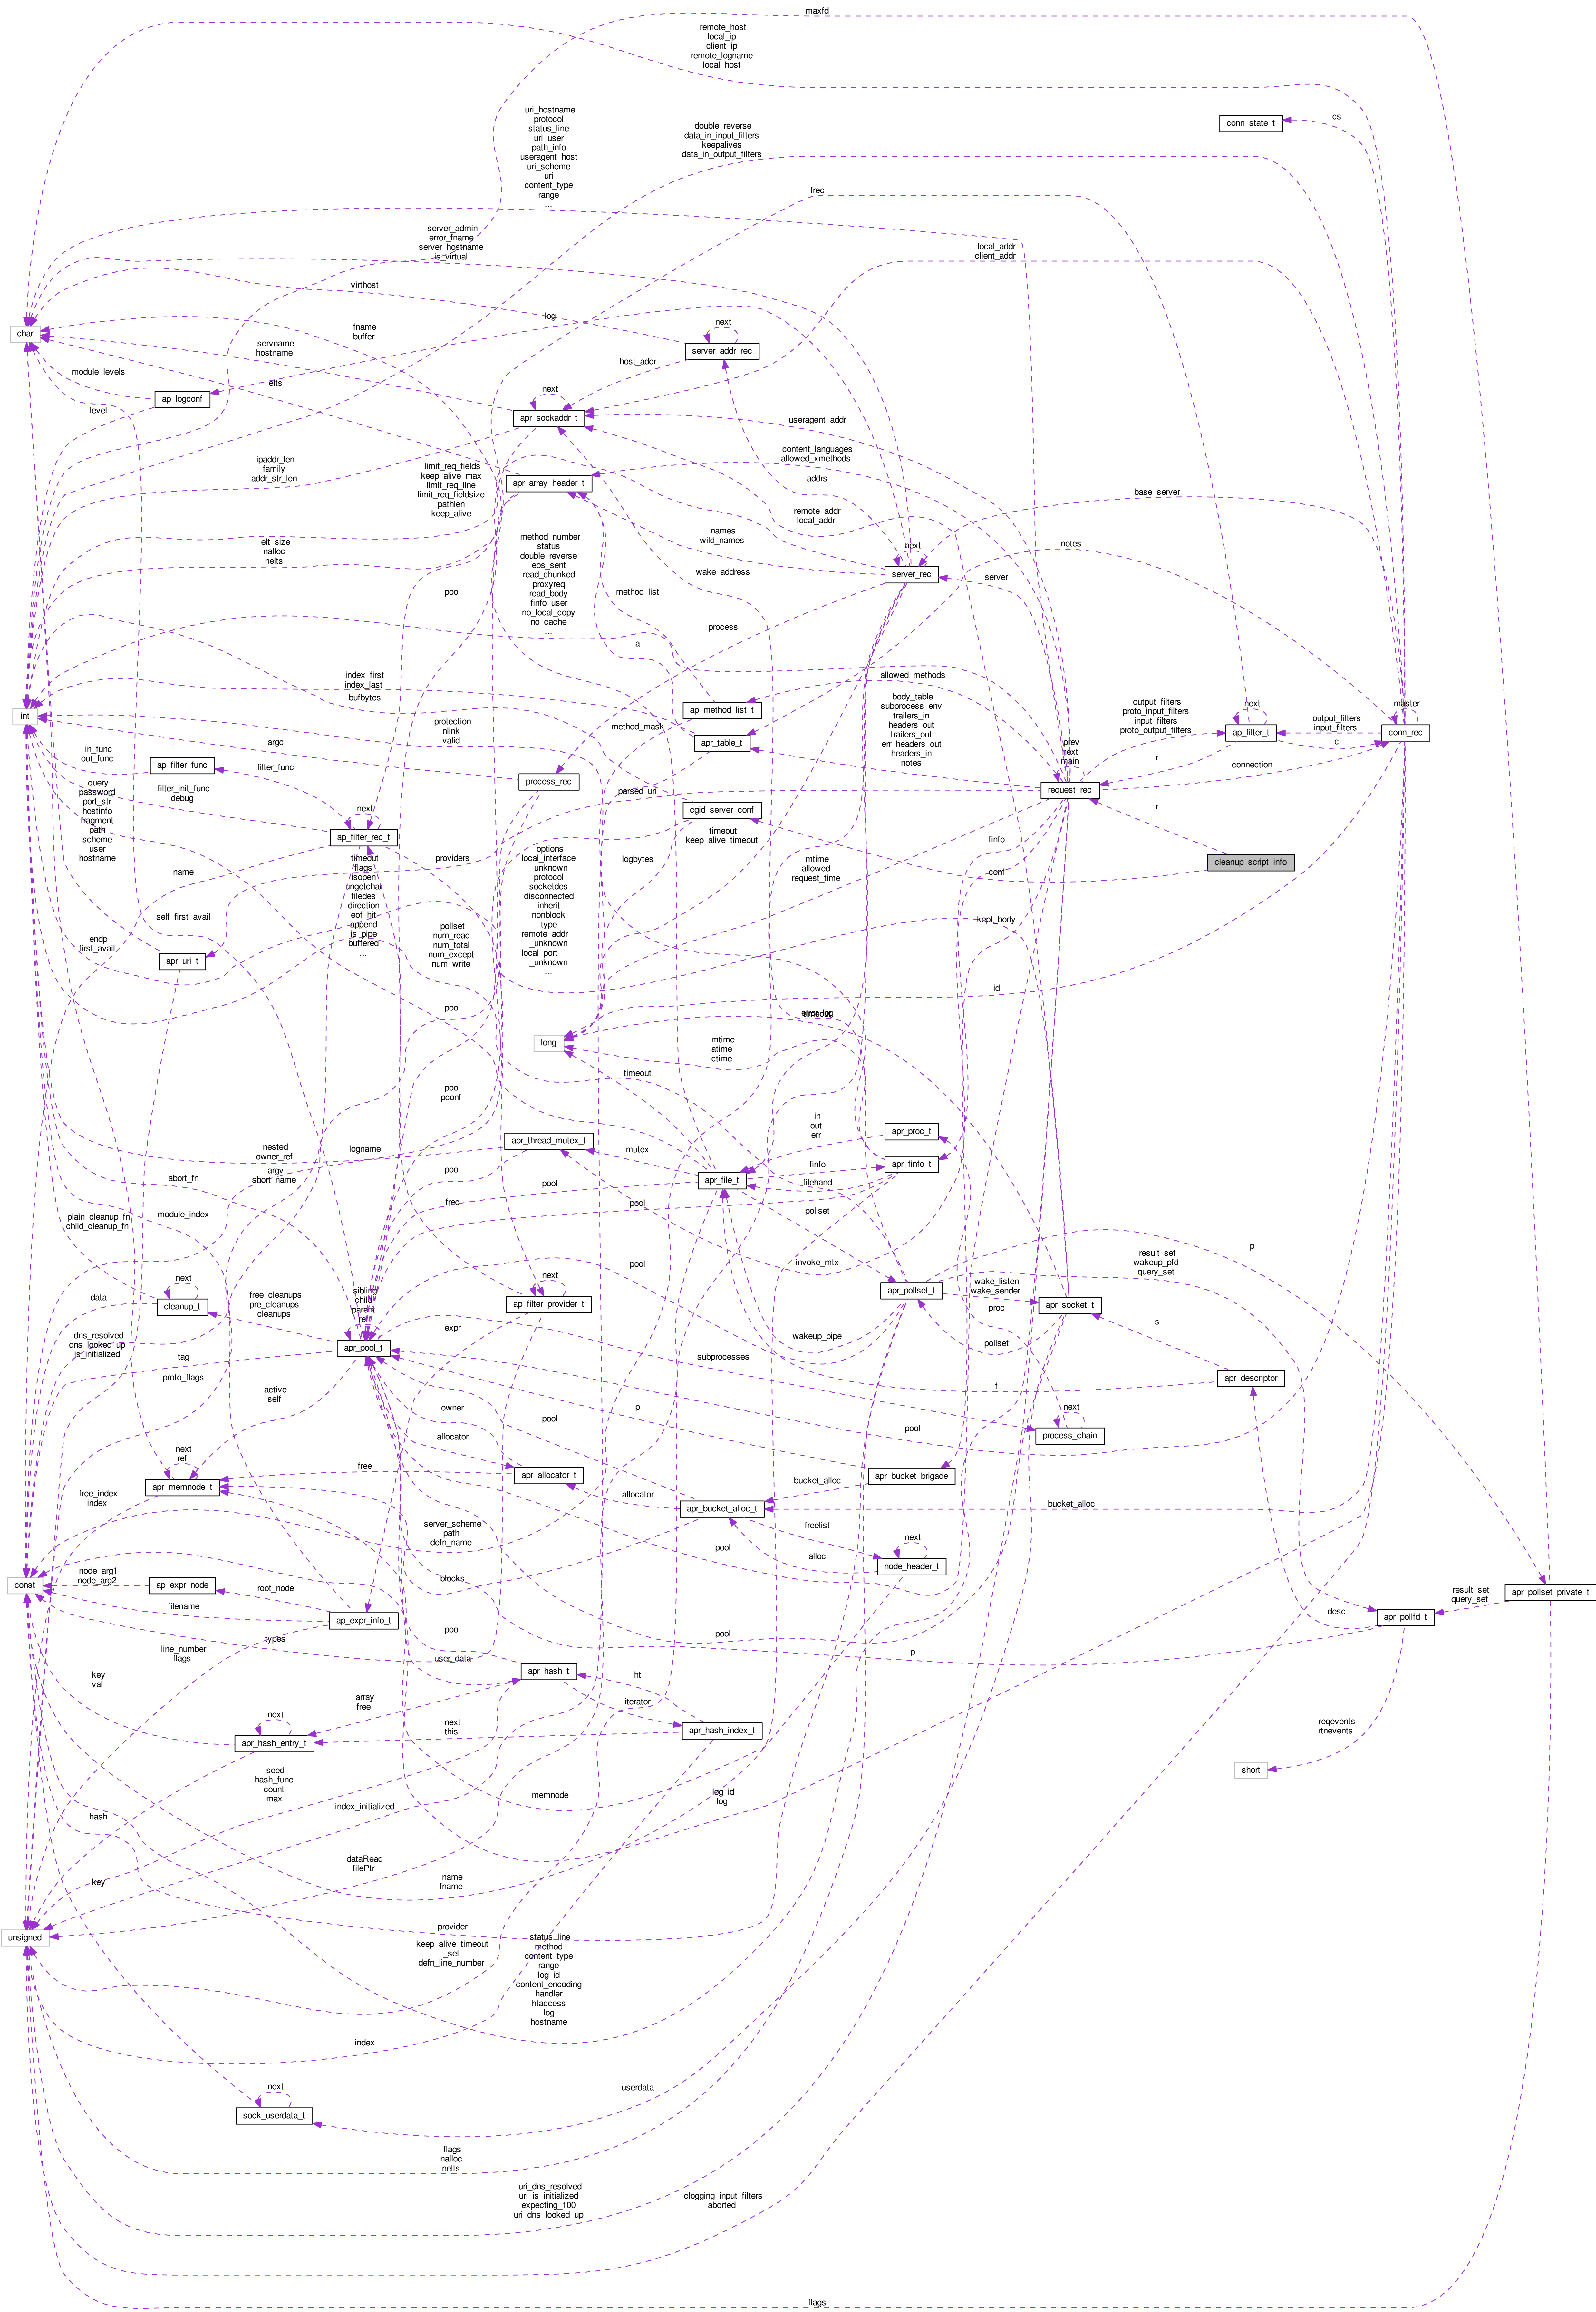 maxfd
remote_host
local_ip
client_ip
remote_logname
local_host
uri_hostname
protocol
status_line
uri_user
path_info
useragent_host
uri_scheme
uri
content_type
range
...
double_reverse
data_in_input_filters
keepalives
data_in_output_filters
conn_state_t
cs
frec
server_admin
error_fname
server_hostname
is_virtual
local_addr
client_addr
virthost
log
char
fname
buffer
servname
hostname
next
server_addr_rec
host_addr
module_levels
elts
ap_logconf
level
next
apr_sockaddr_t
useragent_addr
ipaddr_len
family
addr_str_len
limit_req_fields
keep_alive_max
limit_req_line
limit_req_fieldsize
pathlen
keep_alive
apr_array_header_t
content_languages
allowed_xmethods
addrs
base_server
remote_addr
local_addr
names
wild_names
elt_size
nalloc
nelts
method_number
status
double_reverse
eos_sent
read_chunked
proxyreq
read_body
finfo_user
no_local_copy
no_cache
...
notes
next
server_rec
server
wake_address
pool
method_list
process
a
index_first
index_last
bufbytes
allowed_methods
int
ap_method_list_t
body_table
subprocess_env
trailers_in
headers_out
trailers_out
err_headers_out
headers_in
notes
output_filters
proto_input_filters
input_filters
proto_output_filters
next
ap_filter_t
output_filters
input_filters
c
master
conn_rec
protection
nlink
valid
method_mask
apr_table_t
argc
in_func
out_func
ap_filter_func
filter_func
process_rec
prev
next
main
request_rec
r
connection
query
password
port_str
hostinfo
fragment
path
scheme
user
hostname
filter_init_func
debug
parsed_uri
next
ap_filter_rec_t
cgid_server_conf
r
timeout
keep_alive_timeout
finfo
cleanup_script_info
conf
name
timeout
flags
isopen
ungetchar
filedes
direction
eof_hit
append
is_pipe
buffered
...
providers
options
local_interface
_unknown
protocol
socketdes
disconnected
inherit
nonblock
type
remote_addr
_unknown
local_port
_unknown
...
logbytes
mtime
allowed
request_time
self_first_avail
kept_body
endp
first_avail
apr_uri_t
pollset
num_read
num_total
num_except
num_write
id
pool
error_log
timeout
long
mtime
atime
ctime
timeout
pool
pconf
in
out
err
apr_proc_t
nested
owner_ref
logname
apr_thread_mutex_t
mutex
finfo
apr_finfo_t
abort_fn
argv
short_name
pool
pool
apr_file_t
filehand
frec
pool
pollset
plain_cleanup_fn
child_cleanup_fn
module_index
invoke_mtx
pool
result_set
wakeup_pfd
query_set
p
next
cleanup_t
data
free_cleanups
pre_cleanups
cleanups
sibling
child
parent
ref
apr_pool_t
next
ap_filter_provider_t
apr_pollset_t
wake_listen
wake_sender
proc
apr_socket_t
s
expr
wakeup_pipe
pollset
dns_resolved
dns_looked_up
is_initialized
tag
subprocesses
proto_flags
active
self
f
apr_descriptor
owner
p
next
process_chain
pool
pool
allocator
next
ref
apr_memnode_t
free
apr_allocator_t
apr_bucket_brigade
bucket_alloc
free_index
index
allocator
apr_bucket_alloc_t
bucket_alloc
server_scheme
path
defn_name
freelist
next
node_header_t
alloc
pool
const
node_arg1
node_arg2
ap_expr_node
root_node
blocks
filename
ap_expr_info_t
apr_pollset_private_t
result_set
query_set
apr_pollfd_t
desc
line_number
flags
types
pool
user_data
pool
p
key
val
apr_hash_t
ht
array
free
iterator
next
apr_hash_entry_t
next
this
apr_hash_index_t
reqevents
rtnevents
short
seed
hash_func
count
max
hash
index_initialized
memnode
log_id
log
key
dataRead
filePtr
name
fname
unsigned
provider
keep_alive_timeout
_set
defn_line_number
status_line
method
content_type
range
log_id
content_encoding
handler
htaccess
log
hostname
...
index
next
sock_userdata_t
userdata
flags
nalloc
nelts
uri_dns_resolved
uri_is_initialized
expecting_100
uri_dns_looked_up
clogging_input_filters
aborted
flags